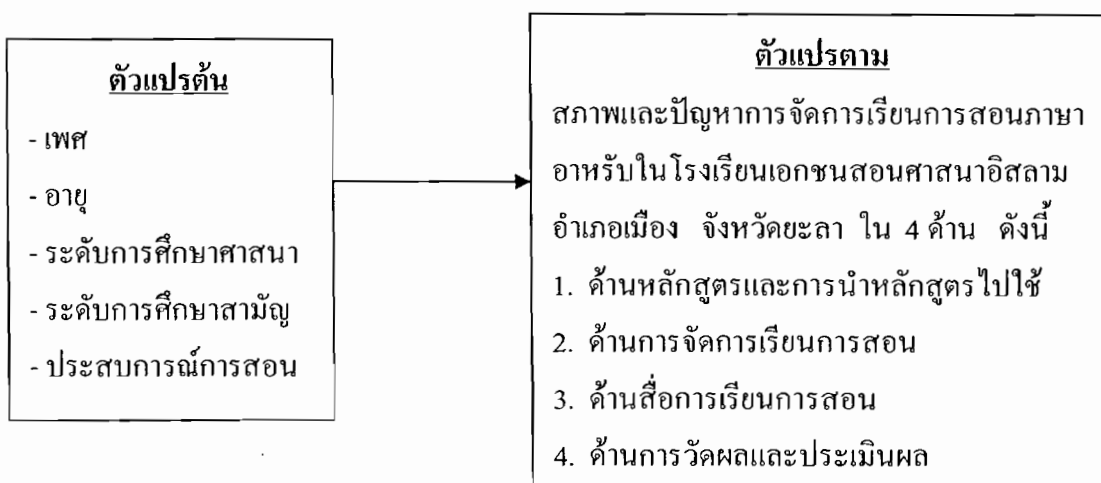 ตัวแปรต้น
- เพศ
- อายุ
- ระดับการศึกษาศาสนา
- ระดับการศึกษาสามัญ
- ประสบการณ์การสอน
ตัวแปรตาม
สภาพและปัญหาการจัดการเรียนการสอนภาษา
อาหรับในโรงเรียนเอกชนสอนศาสนาอิสลาม
อำเภอเมือง จังหวัดยะลา ใน 4 ด้าน ดังนี้
1. ด้านหลักสูตรและการนำหลักสูตรไปใช้
2. ด้านการจัดการเรียนการสอน
3. ด้านสื่อการเรียนการสอน
4. ด้านการวัดผลและประเมินผล